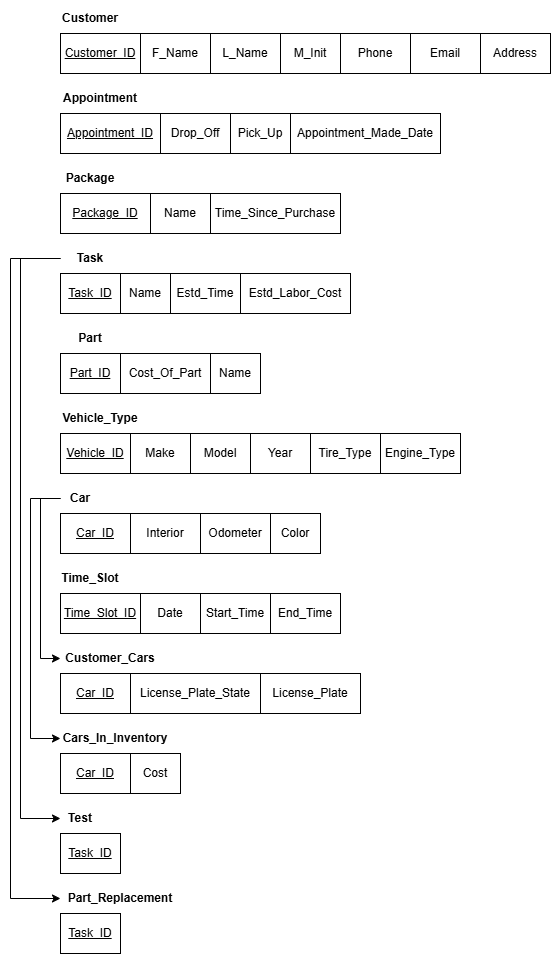 Customer
Customer_ID F_Name L_Name M_Init Phone Email Address
Appointment
Appointment_ID Drop_Off Pick_Up Appointment_Made_Date
Package
Package_ID Name Time_Since_Purchase
Task
Task_ID Name Estd_Time Estd_Labor_Cost
Part
Part_ID Cost_Of_Part Name
Vehicle_Type
Vehicle_ID Make Model Year Tire_Type Engine_Type
Car
Car_ID Interior Odometer Color
Time_Slot
Time_Slot_ID Date Start_Time End_Time
Customer_Cars
Car_ID License_Plate_State License_Plate
Cars_In_Inventory
Car_ID Cost
Test
Task_ID
Part_Replacement
Task_ID